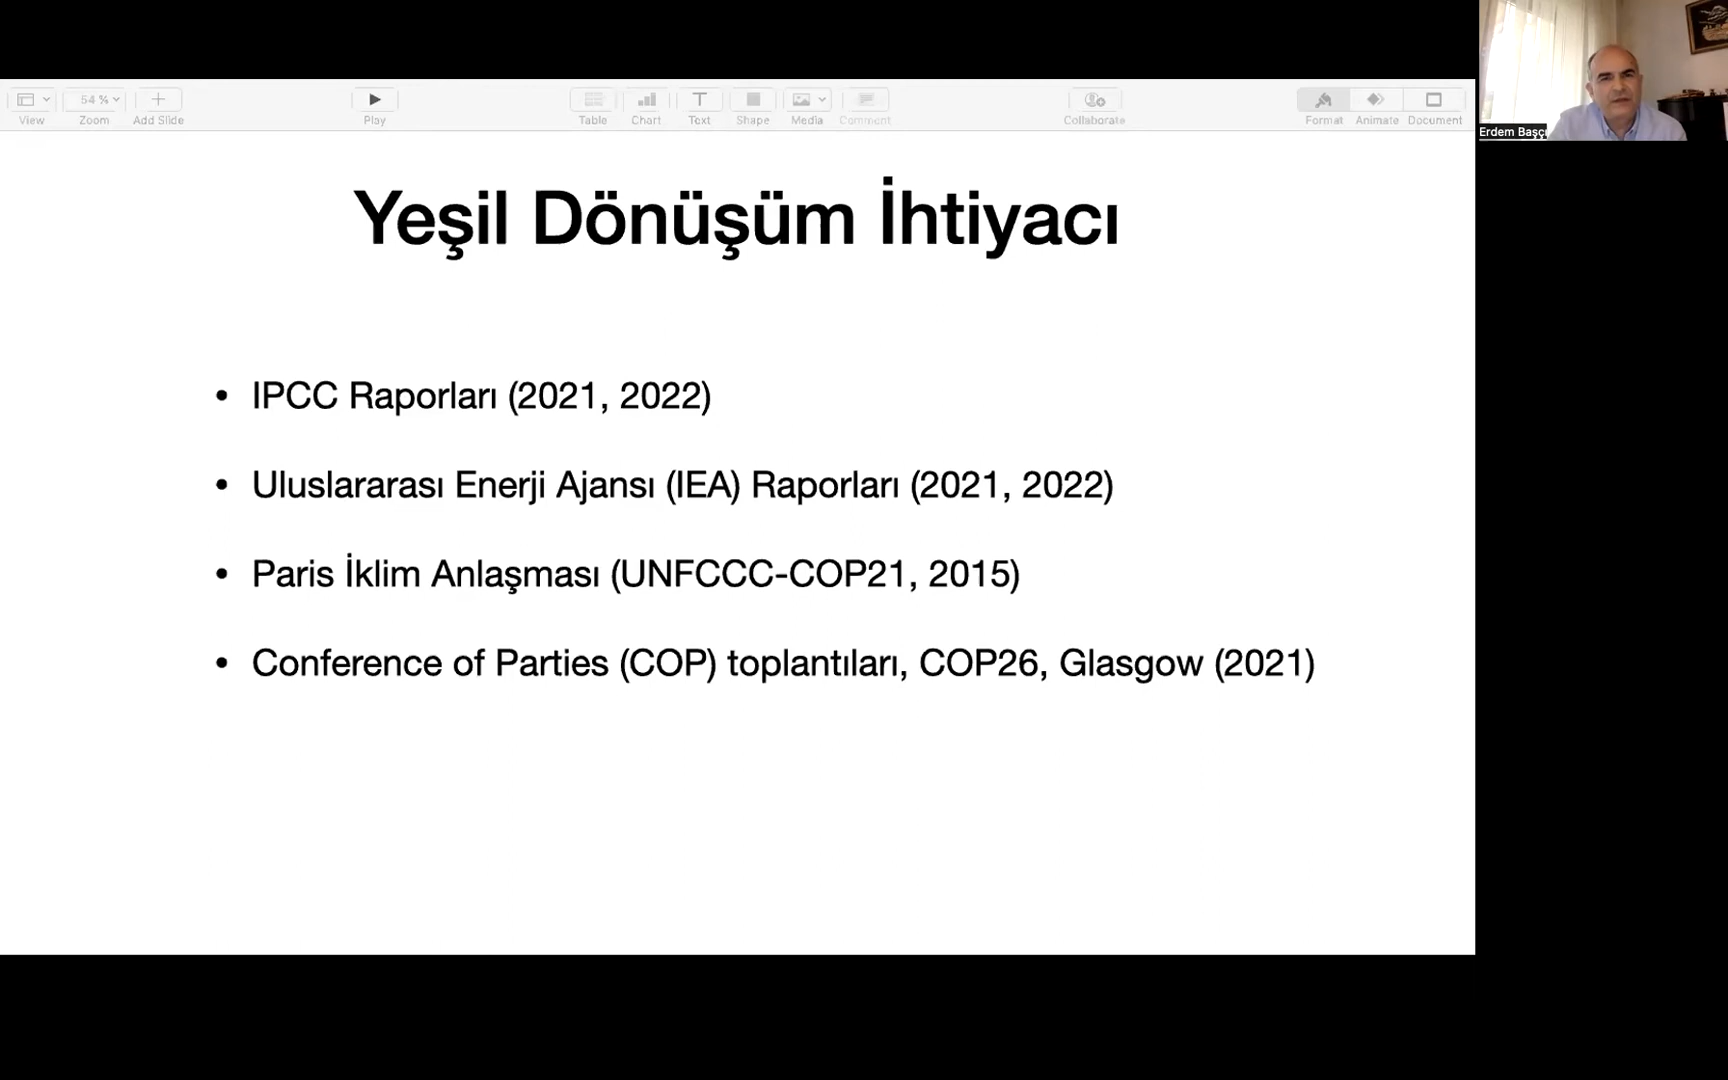 54 %
View
Zoom
Add Slide
Play
Table
Chart
Text
Shape
Media
Comment
Collaborate
Format
Animate
Document
Erdem Başçı
Yeşil Dönüşüm İhtiyacı
• IPCC Raporları (2021, 2022)
• Uluslararası Enerji Ajansı (IEA) Raporları (2021, 2022)
• Paris İklim Anlaşması (UNFCCC-COP21, 2015)
• Conference of Parties (COP) toplantıları, COP26, Glasgow (2021)